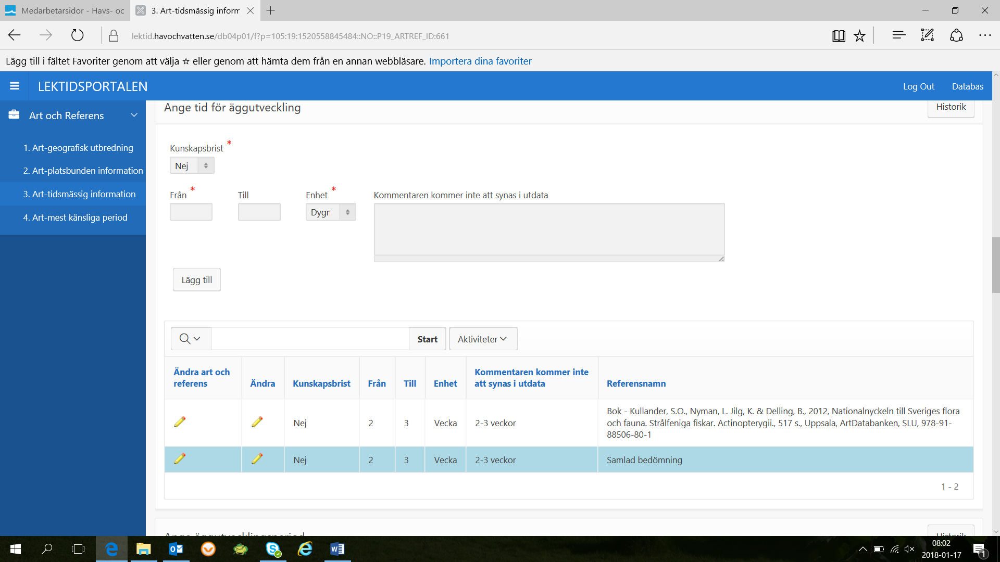 Medarbetarsidor - Havs- oc
3. Art-tidsmässig inform
lektid.havochvatten.se/db04p01/f?p=105:19:1520558845484::NO::P19_ARTREF_ID:661
Lägg till i fältet Favoriter genom att välja ☆ eller genom att hämta dem från en annan webbläsare. Importera dina favoriter
LEKTIDSPORTALEN
Log Out
Databas
Art och Referens
1. Art-geografisk utbredning
2. Art-platsbunden information
3. Art-tidsmässig information
4. Art-mest känsliga period
Ange tid för äggutveckling
Historik
Kunskapsbrist *
Nej
Från * Till Enhet * Kommentaren kommer inte att synas i utdata
Dygn
Lägg till
Start
Aktiviteter
Ändra art och referens
Ändra
Kunskapsbrist
Från
Till
Enhet
Kommentaren kommer inte att synas i utdata
Referensnamn
Nej 2 3 Vecka 2-3 veckor
Bok - Kullander, S.O., Nyman, L. Jilg, K. & Delling, B., 2012, Nationalnyckeln till Sveriges flora
och fauna. Strålfeniga fiskar. Actinopterygii., 517 s., Uppsala, ArtDatabanken, SLU, 978-91-
88506-80-1
Nej 2 3 Vecka 2-3 veckor Samlad bedömning
1 - 2
Ange äggutvecklingsperiod
Historik
08:02
2018-01-17
1